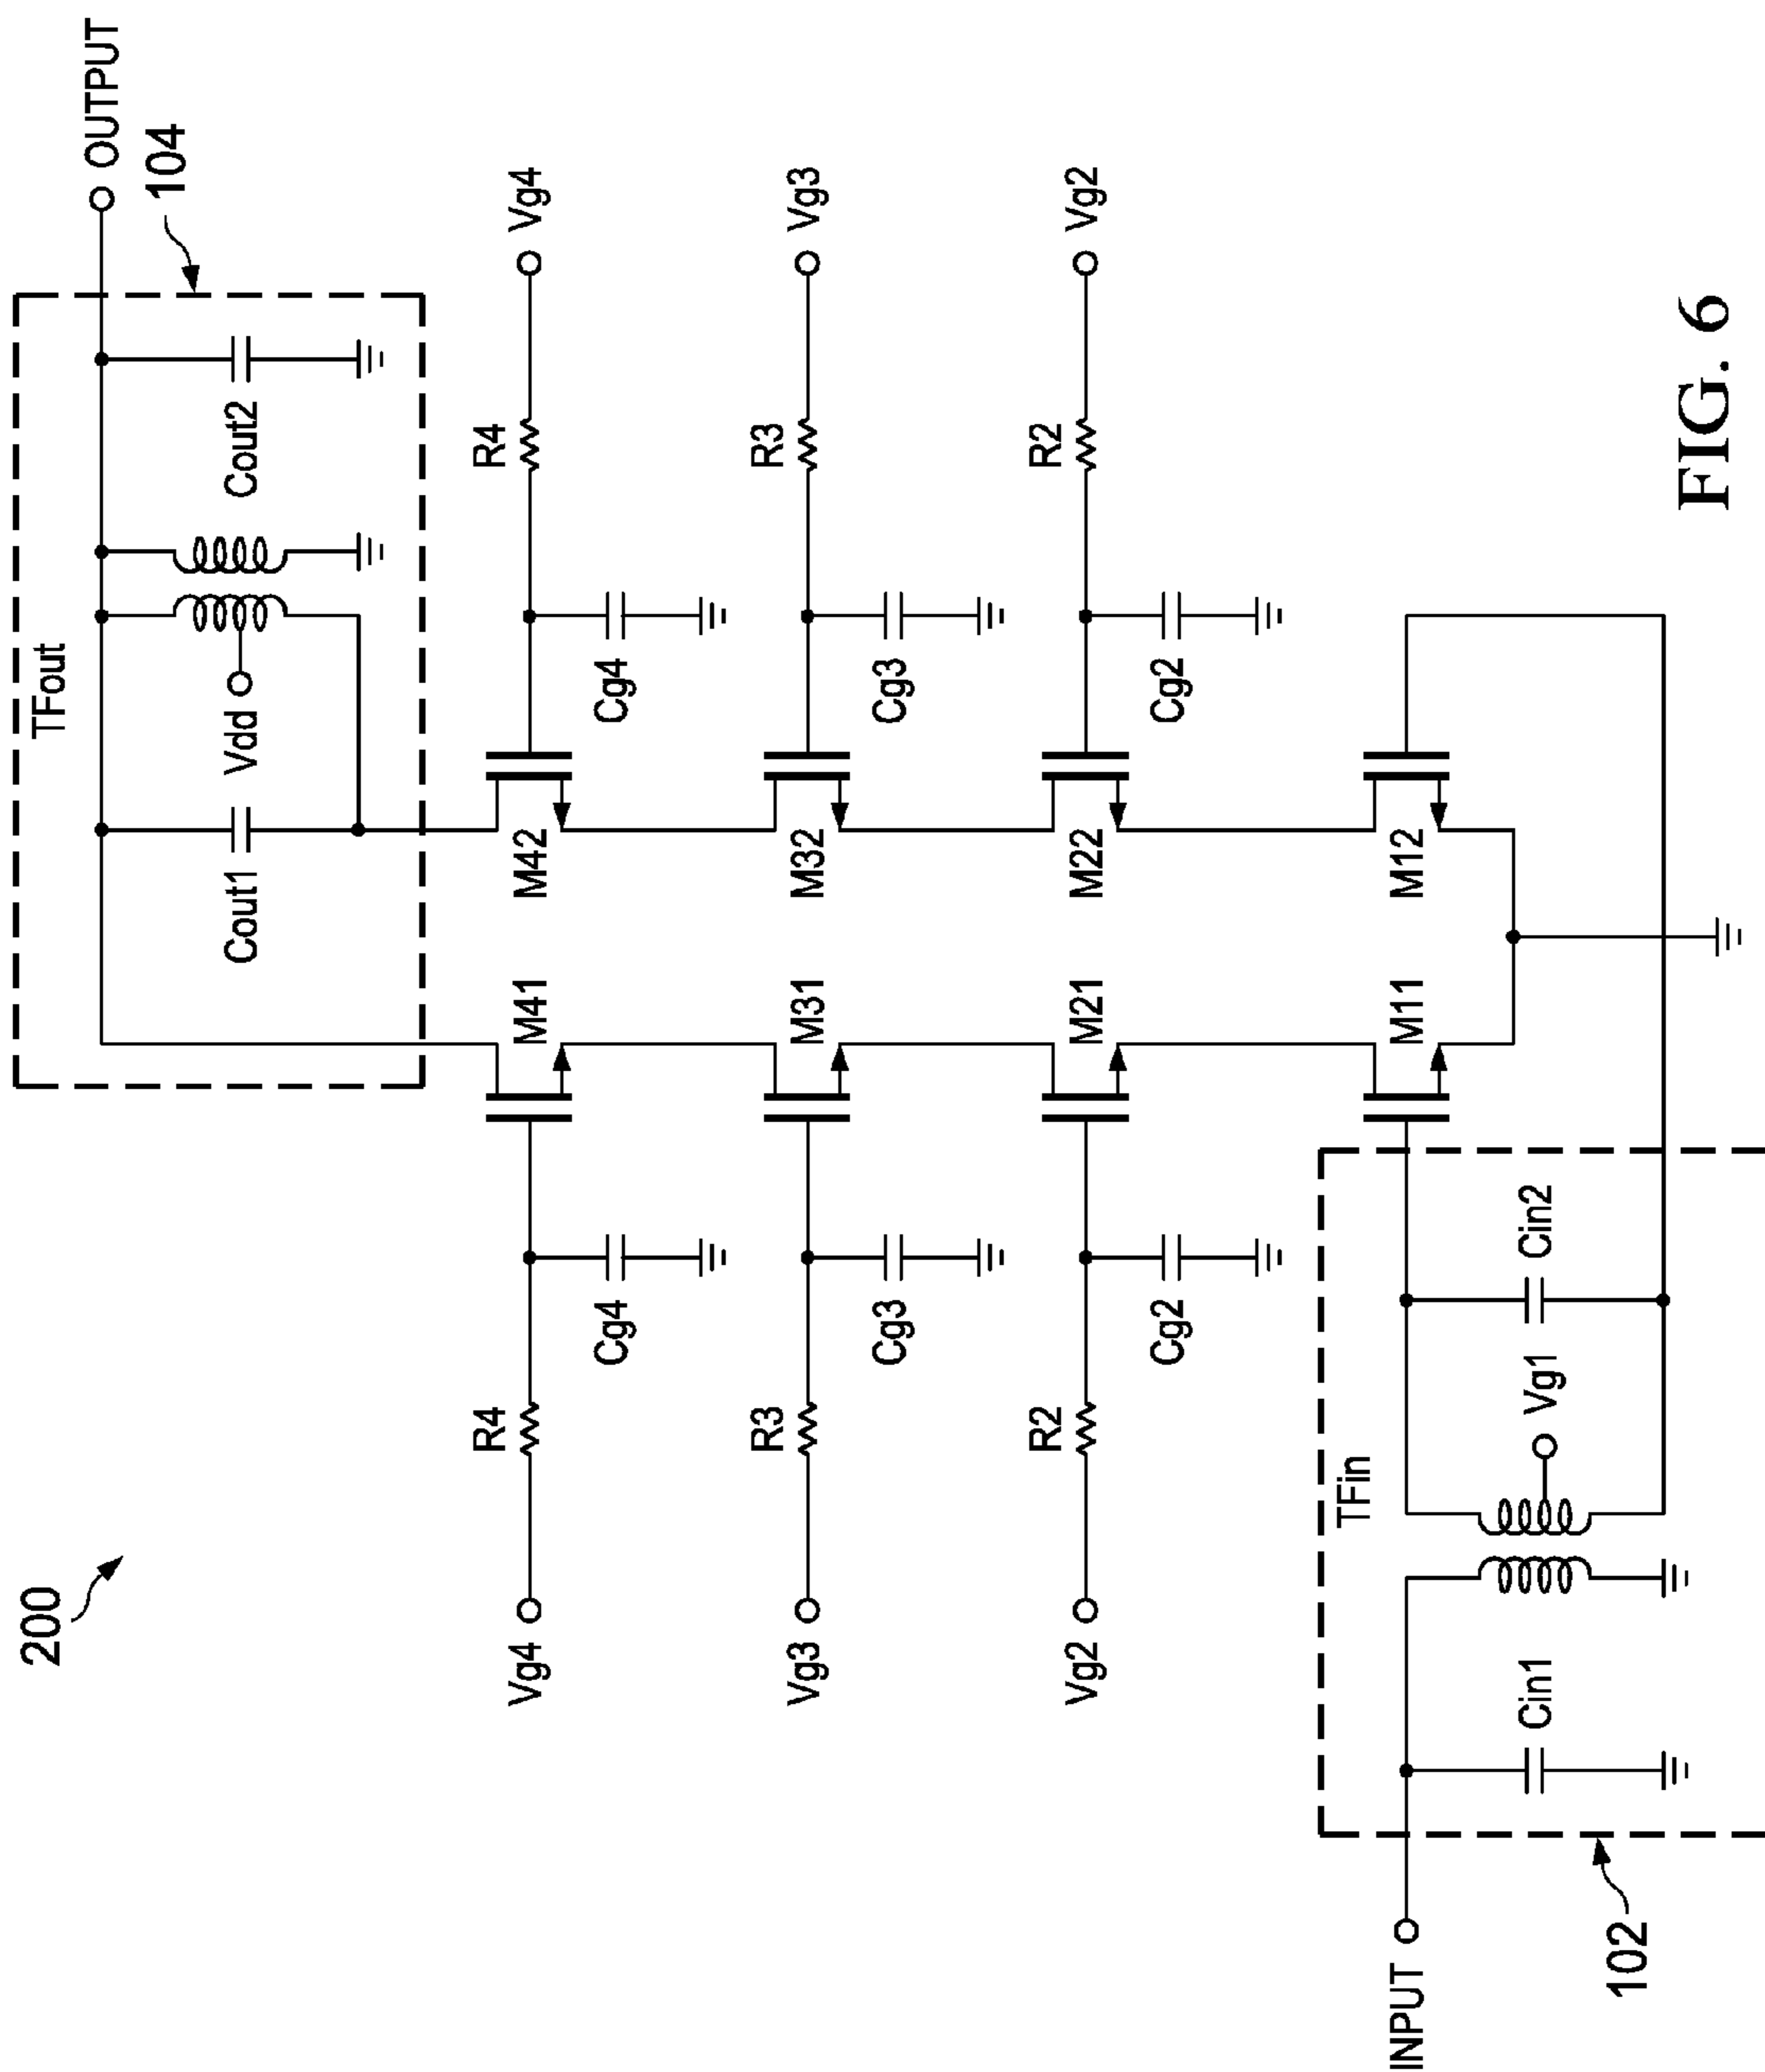 200
TFout
OUTPUT
104
Cout1
Vdd
Cout2
Vg4
R4
Cg4
M41
M42
Cg4
R4
Vg4
Vg3
R3
Cg3
M31
M32
Cg3
R3
Vg3
Vg2
R2
Cg2
M21
M22
Cg2
R2
Vg2
TFin
INPUT
Cin1
Vg1
Cin2
M11
M12
102
FIG. 6